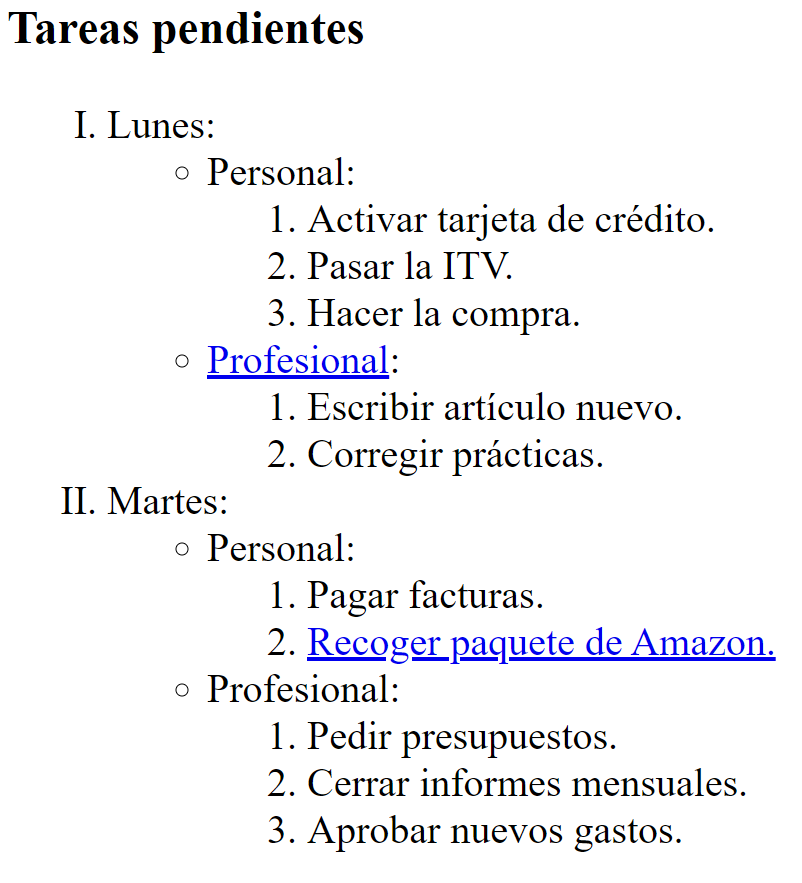 Tareas pendientes
I. Lunes:
◦ Personal:
1. Activar tarjeta de crédito.
2. Pasar la ITV.
3. Hacer la compra.
◦ Profesional:
1. Escribir artículo nuevo.
2. Corregir prácticas.
II. Martes:
◦ Personal:
1. Pagar facturas.
2. Recoger paquete de Amazon.
◦ Profesional:
1. Pedir presupuestos.
2. Cerrar informes mensuales.
3. Aprobar nuevos gastos.